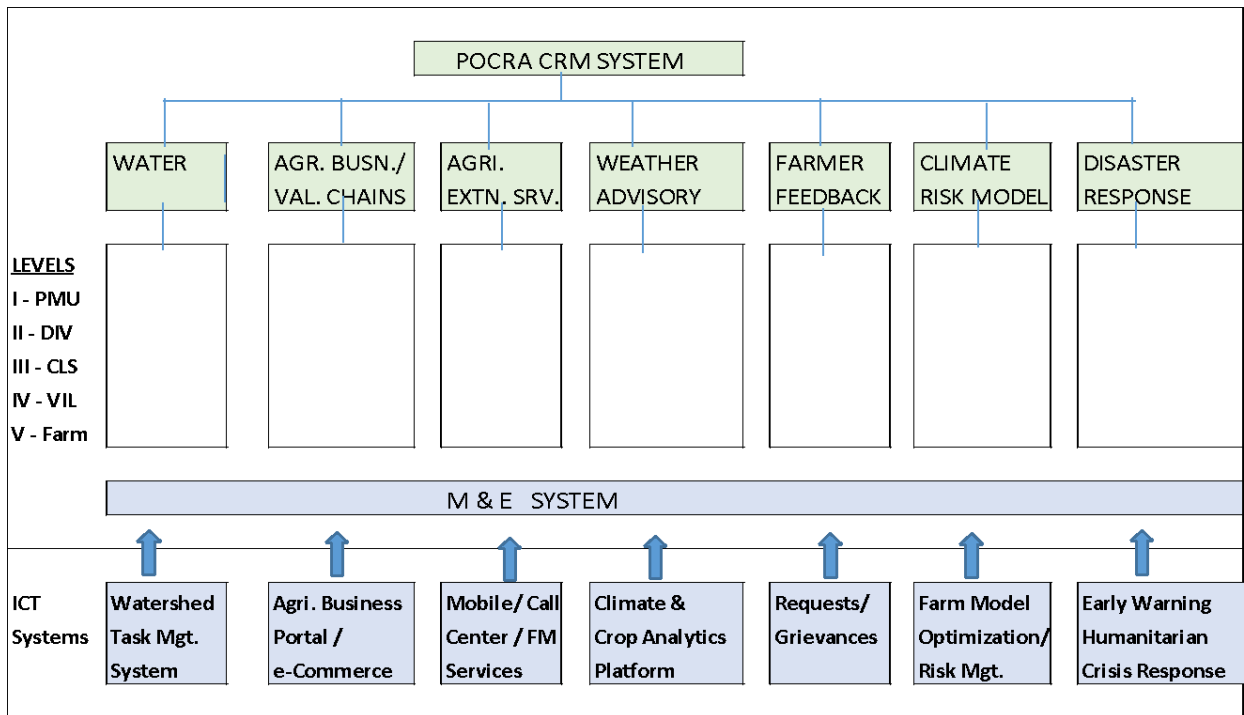 POCRA CRM SYSTEM
WATER
AGR. BUSN./
VAL. CHAINS
AGRI.
EXTN. SRV.
WEATHER
ADVISORY
FARMER
FEEDBACK
CLIMATE
RISK MODEL
DISASTER
RESPONSE
LEVELS
I - PMU
II - DIV
III - CLS
IV - VIL
V - Farm
M & E SYSTEM
ICT
Systems
Watershed
Task Mgt.
System
Agri. Business
Portal /
e-Commerce
Mobile/ Call
Center / FM
Services
Climate &
Crop Analytics
Platform
Requests/
Grievances
Farm Model
Optimization/
Risk Mgt.
Early Warning
Humanitarian
Crisis Response